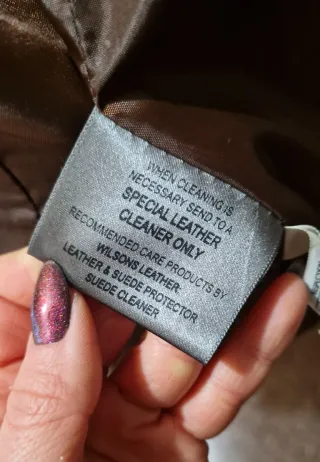 WHEN CLEANING IS
NECESSARY SEND TO A
SPECIAL LEATHER
CLEANER ONLY
RECOMMENDED CARE PRODUCTS BY
WILSONS LEATHER:
LEATHER & SUEDE PROTECTOR
SUEDE CLEANER